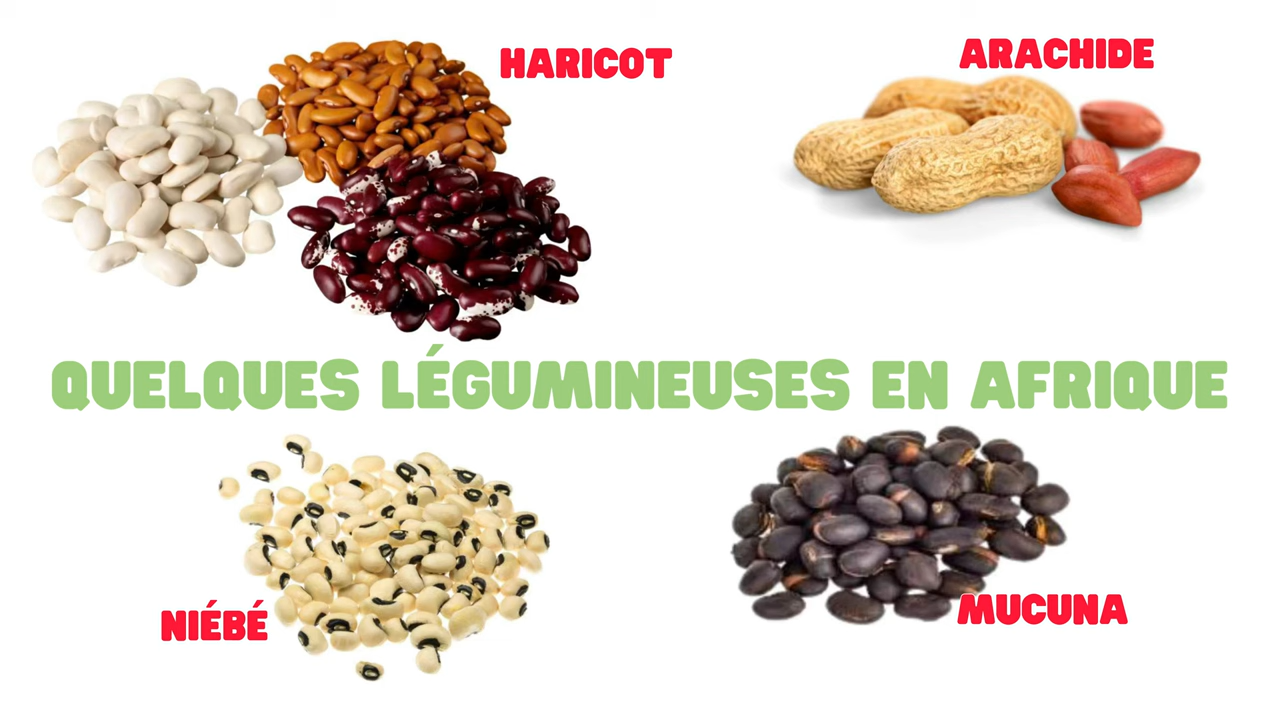 HARICOT
ARACHIDE
QUELQUES LÉGUMINEUSES EN AFRIQUE
NIÉBÉ
MUCUNA